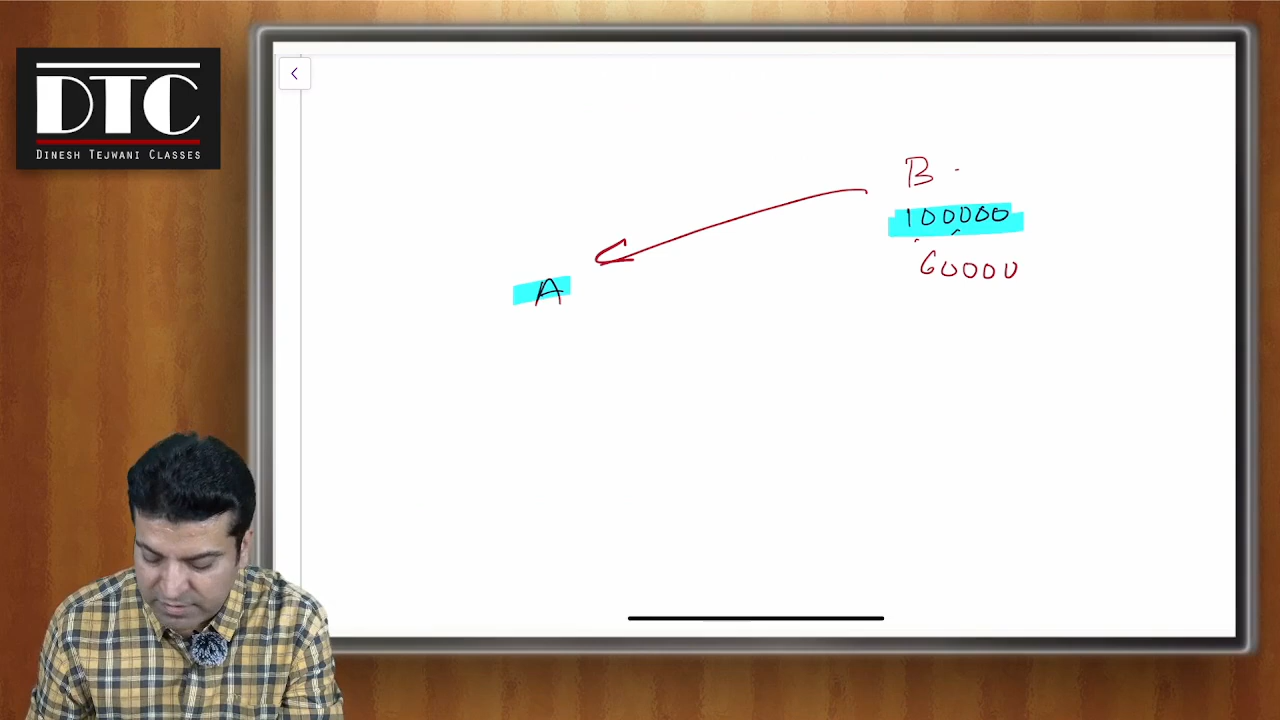 DTC
DINESH TEJWANI CLASSES
B
100000
60000
A